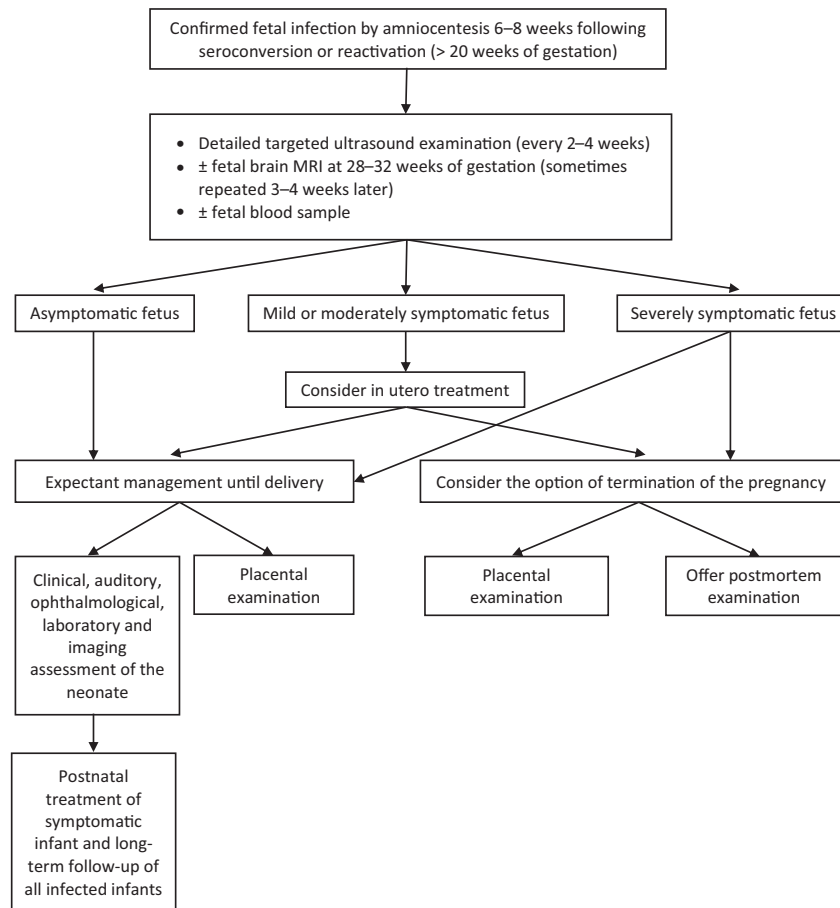 Confirmed fetal infection by amniocentesis 6–8 weeks following
seroconversion or reactivation (> 20 weeks of gestation)
• Detailed targeted ultrasound examination (every 2–4 weeks)
• ± fetal brain MRI at 28–32 weeks of gestation (sometimes
repeated 3–4 weeks later)
• ± fetal blood sample
Asymptomatic fetus
Mild or moderately symptomatic fetus
Severely symptomatic fetus
Consider in utero treatment
Expectant management until delivery
Consider the option of termination of the pregnancy
Clinical, auditory,
ophthalmological,
laboratory and
imaging
assessment of the
neonate
Placental
examination
Placental
examination
Offer postmortem
examination
Postnatal
treatment of
symptomatic
infant and long-
term follow-up of
all infected infants